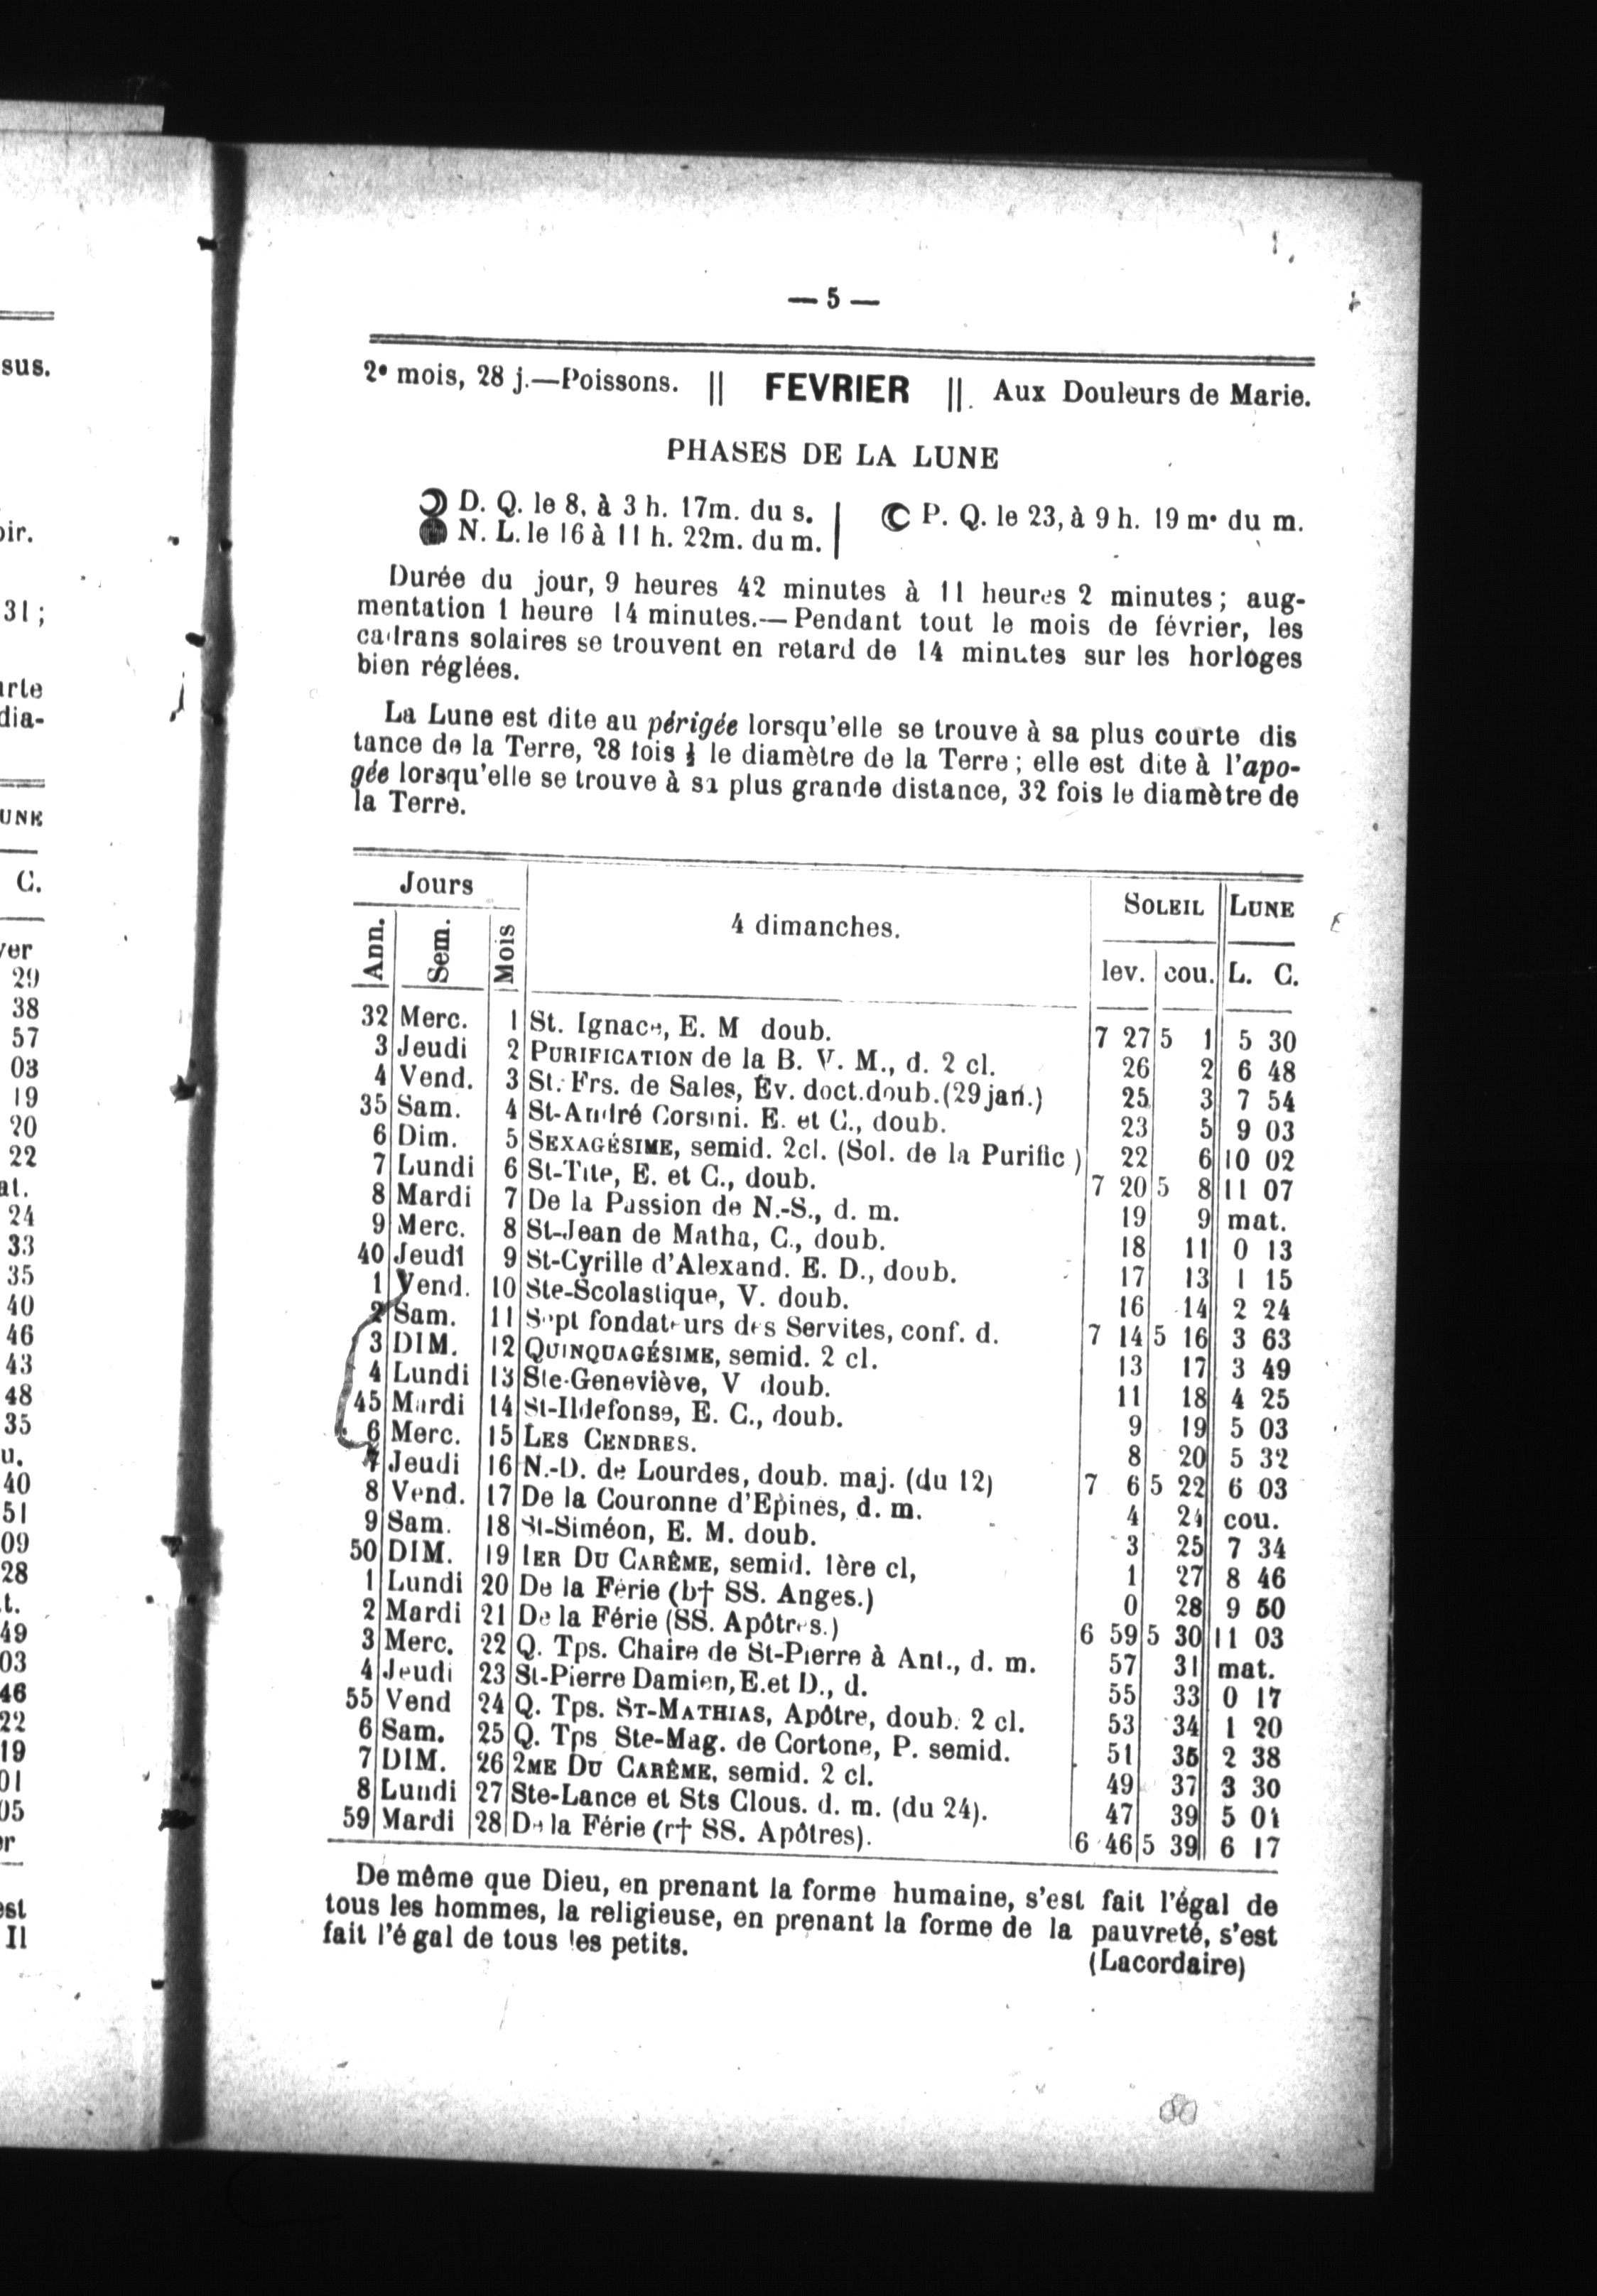 — 5 —
2e mois, 28 j.—Poissons. || FEVRIER || Aux Douleurs de Marie.
PHASES DE LA LUNE
D. Q. le 8, à 3 h. 17m. du s.
N. L. le 16 à 11 h. 22m. du m.
P. Q. le 23, à 9 h. 19 m. du m.
Durée du jour, 9 heures 42 minutes à 11 heures 2 minutes; aug-
mentation 1 heure 14 minutes.—Pendant tout le mois de février, les
cadrans solaires se trouvent en retard de 14 minutes sur les horloges
bien réglées.
La Lune est dite au périgée lorsqu'elle se trouve à sa plus courte dis
tance de la Terre, 28 fois ½ le diamètre de la Terre; elle est dite à l'apo-
gée lorsqu'elle se trouve à sa plus grande distance, 32 fois le diamètre de
la Terre.
Jours 4 dimanches. SOLEIL LUNE
Ann. Sem. Mois lev. cou. L. C.
32 Merc. 1 St. Ignace, E. M doub. 7 27 5 1 5 30
3 Jeudi 2 PURIFICATION de la B. V. M., d. 2 cl. 26 2 6 48
4 Vend. 3 St. Frs. de Sales, Év. doct. doub. (29 jan.) 25 3 7 54
35 Sam. 4 St-André Corsini. E. et C., doub. 23 5 9 03
6 Dim. 5 SEXAGÉSIME, semid. 2cl. (Sol. de la Purific ) 22 6 10 02
7 Lundi 6 St-Tite, E. et C., doub. 7 20 5 8 11 07
8 Mardi 7 De la Passion de N.-S., d. m. 19 9 mat.
9 Merc. 8 St-Jean de Matha, C., doub. 18 11 0 13
40 Jeudi 9 St-Cyrille d'Alexand. E. D., doub. 17 13 1 15
1 Vend. 10 Ste-Scolastique, V. doub. 16 14 2 24
2 Sam. 11 Sept fondateurs des Servites, conf. d. 7 14 5 16 3 63
3 DIM. 12 QUINQUAGÉSIME, semid. 2 cl. 13 17 3 49
4 Lundi 13 Ste-Geneviève, V doub. 11 18 4 25
45 Mardi 14 St-Ildefonse, E. C., doub. 9 19 5 03
6 Merc. 15 LES CENDRES. 8 20 5 32
7 Jeudi 16 N.-D. de Lourdes, doub. maj. (du 12) 7 6 5 22 6 03
8 Vend. 17 De la Couronne d'Epines, d. m. 4 24 cou.
9 Sam. 18 St-Siméon, E. M. doub. 3 25 7 34
50 DIM. 19 1ER DU CARÊME, semid. 1ère cl, 1 27 8 46
1 Lundi 20 De la Férie (b† SS. Anges.) 0 28 9 50
2 Mardi 21 De la Férie (SS. Apôtres.) 6 59 5 30 11 03
3 Merc. 22 Q. Tps. Chaire de St-Pierre à Ant., d. m. 57 31 mat.
4 Jeudi 23 St-Pierre Damien, E. et D., d. 55 33 0 17
55 Vend 24 Q. Tps. ST-MATHIAS, Apôtre, doub. 2 cl. 53 34 1 20
6 Sam. 25 Q. Tps Ste-Mag. de Cortone, P. semid. 51 36 2 38
7 DIM. 26 2ME DU CARÊME, semid. 2 cl. 49 37 3 30
8 Lundi 27 Ste-Lance et Sts Clous. d. m. (du 24). 47 39 5 01
59 Mardi 28 De la Férie (r† SS. Apôtres). 6 46 5 39 6 17
De même que Dieu, en prenant la forme humaine, s'est fait l'égal de
tous les hommes, la religieuse, en prenant la forme de la pauvreté, s'est
fait l'é gal de tous les petits.
(Lacordaire)